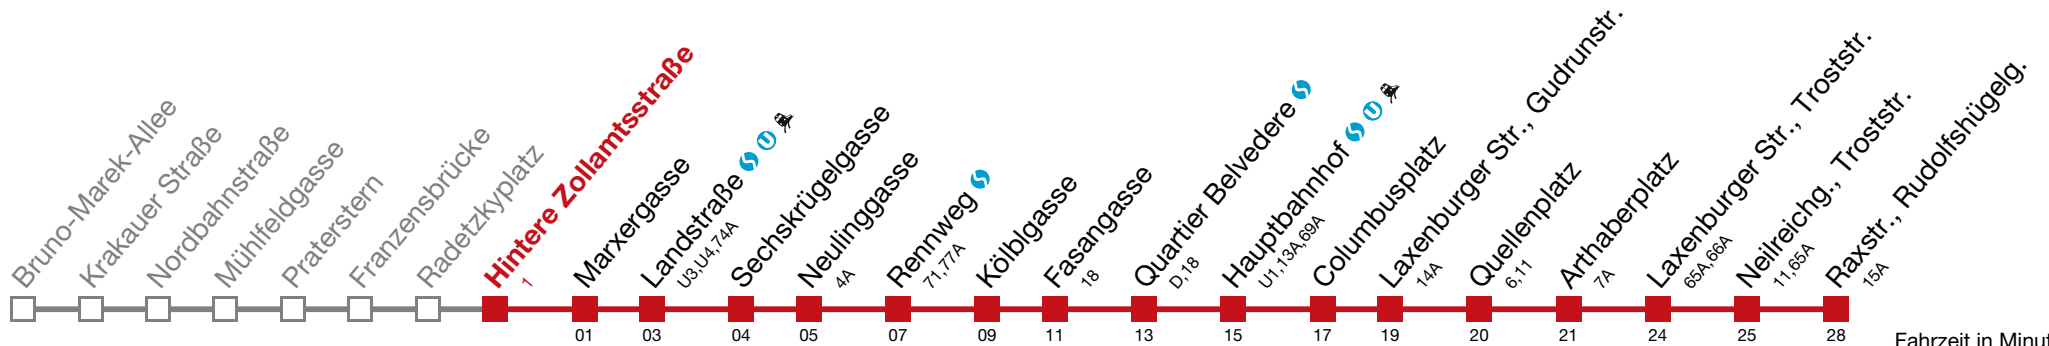 Bruno-Marek-Allee
Krakauer Straße
Nordbahnstraße
Mühlfeldgasse
Praterstern
Franzensbrücke
Radetzkyplatz
Hintere Zollamtsstraße
1
Marxergasse
01
Landstraße S U
U3,U4,74A
03
Sechskrügelgasse
04
Neulinggasse
4A
05
Rennweg S
71,77A
07
Kölblgasse
09
Fasangasse
18
11
Quartier Belvedere S
D,18
13
Hauptbahnhof S U
U1,13A,69A
15
Columbusplatz
17
Laxenburger Str., Gudrunstr.
14A
19
Quellenplatz
6,11
20
Arthaberplatz
7A
21
Laxenburger Str., Troststr.
65A,66A
24
Neilreichg., Troststr.
11,65A
25
Raxstr., Rudolfshügelg.
15A
28
Fahrzeit in Minut